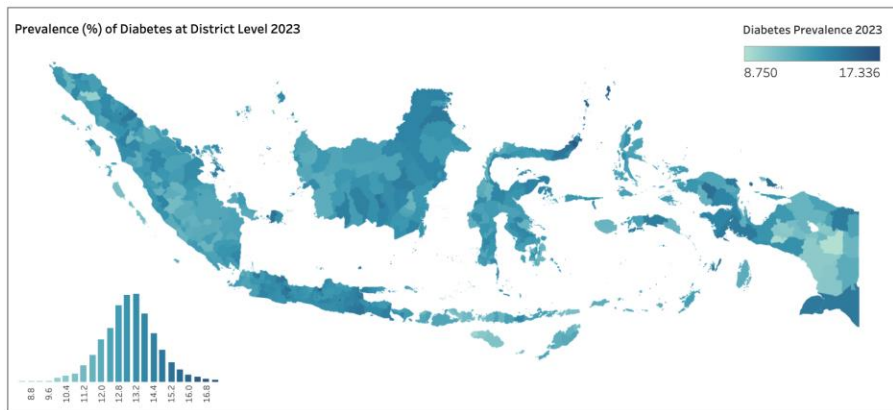 Prevalence (%) of Diabetes at District Level 2023
Diabetes Prevalence 2023
8.750 17.336
8.8 9.6 10.4 11.2 12.0 12.8 13.2 14.4 15.2 16.0 16.8